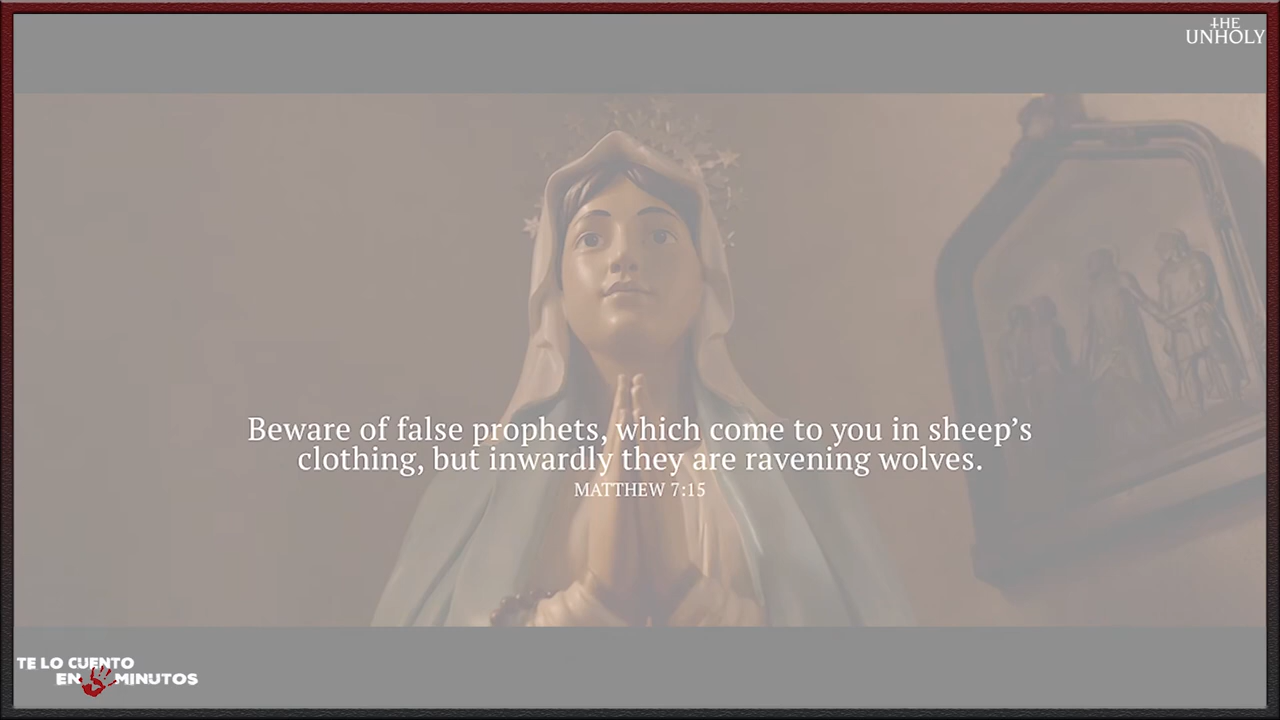 THE
UNHOLY
Beware of false prophets, which come to you in sheep’s
clothing, but inwardly they are ravening wolves.
MATTHEW 7:15
TE LO CUENTO
EN 5 MINUTOS